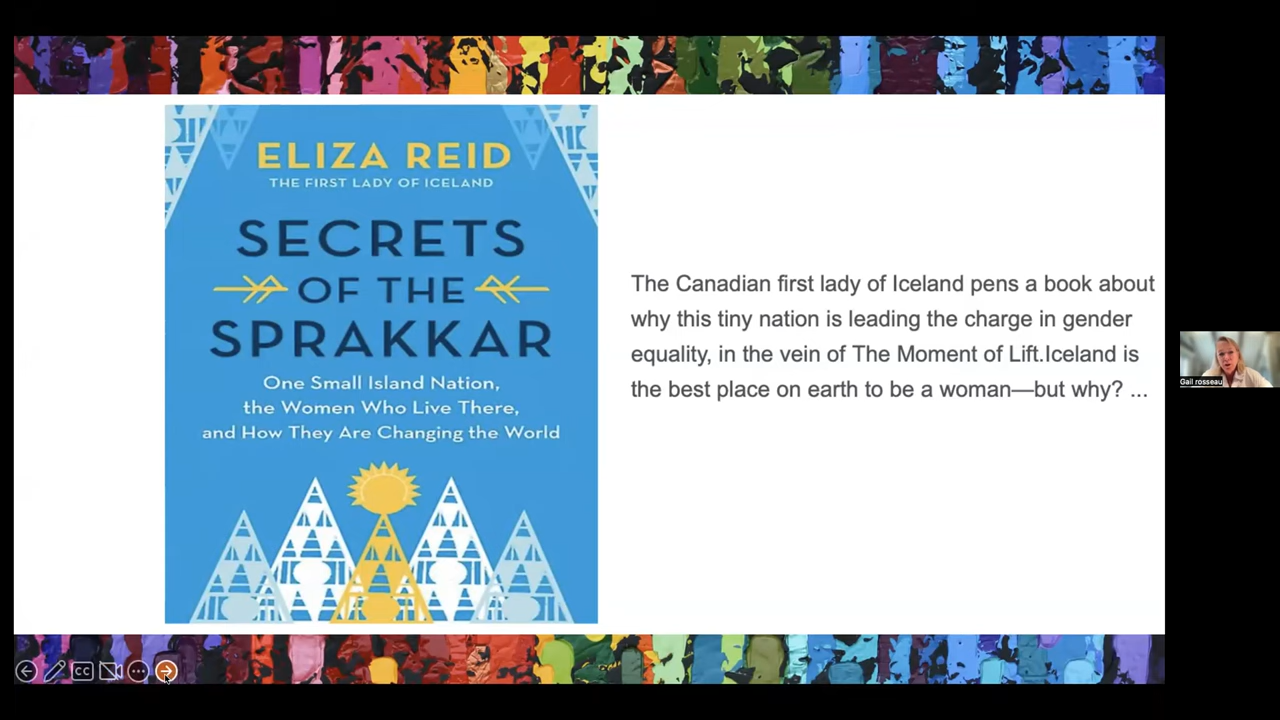 ELIZA REID
THE FIRST LADY OF ICELAND
SECRETS
OF THE
SPRAKKAR
One Small Island Nation,
the Women Who Live There,
and How They Are Changing the World
The Canadian first lady of Iceland pens a book about
why this tiny nation is leading the charge in gender
equality, in the vein of The Moment of Lift.Iceland is
the best place on earth to be a woman—but why? ...
Gail rosseau
CC